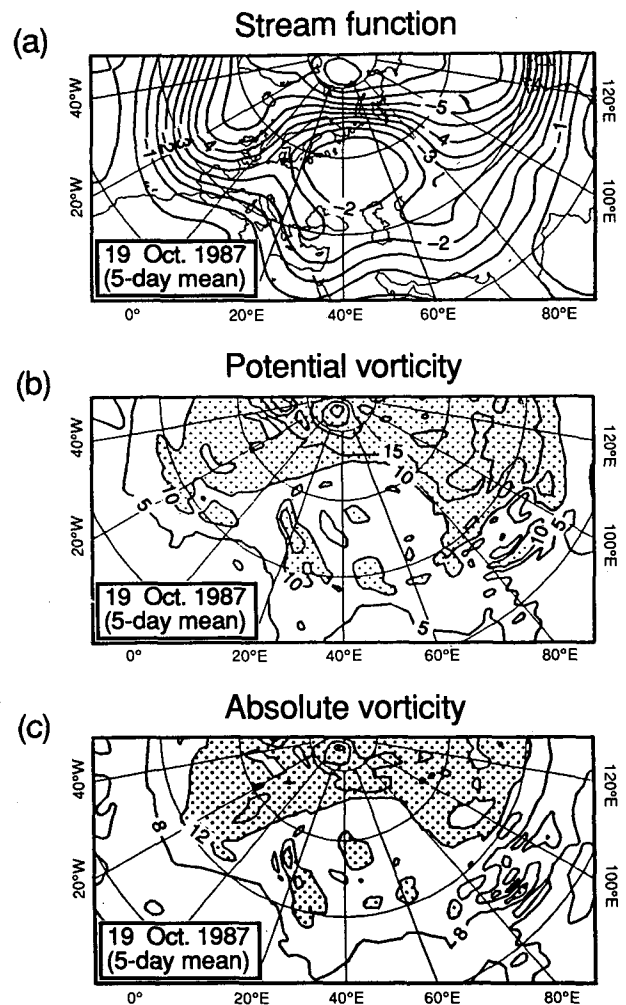 (a)
Stream function
40°W
20°W
120°E
100°E
-5
-4
-3
-2
-2
-1
19 Oct. 1987
(5-day mean)
0°
20°E
40°E
60°E
80°E
(b)
Potential vorticity
40°W
20°W
120°E
100°E
15
10
10
5
10
10
5
5
19 Oct. 1987
(5-day mean)
0°
20°E
40°E
60°E
80°E
(c)
Absolute vorticity
40°W
20°W
120°E
100°E
8
12
8
19 Oct. 1987
(5-day mean)
0°
20°E
40°E
60°E
80°E